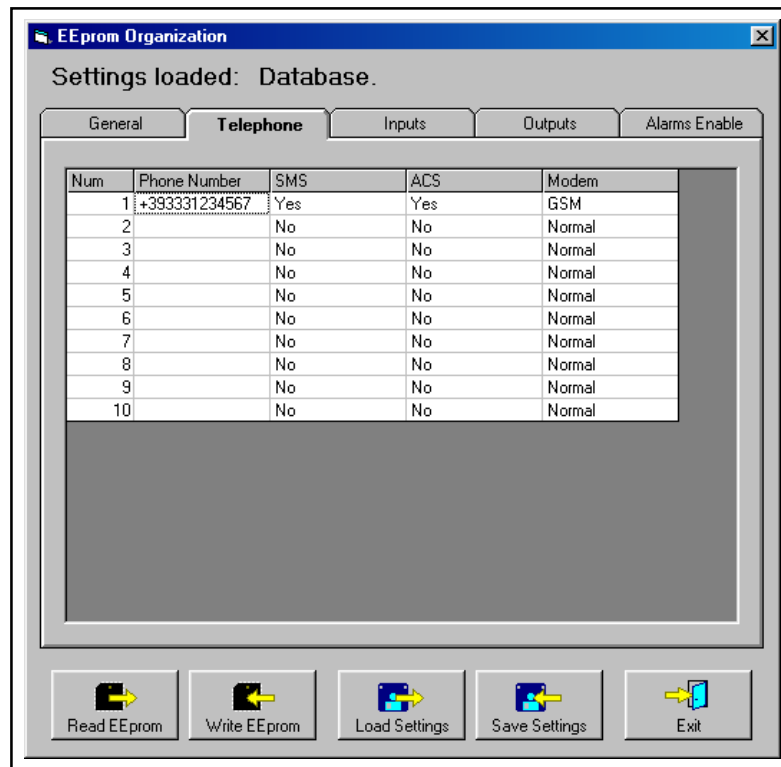 EEprom Organization
Settings loaded: Database.
General Telephone Inputs Outputs Alarms Enable
Num Phone Number SMS ACS Modem
1 +393331234567 Yes Yes GSM
2 No No Normal
3 No No Normal
4 No No Normal
5 No No Normal
6 No No Normal
7 No No Normal
8 No No Normal
9 No No Normal
10 No No Normal
Read EEprom Write EEprom Load Settings Save Settings Exit